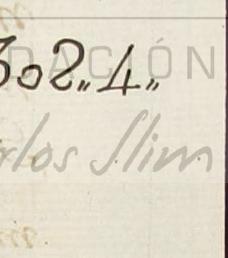 302,,4,,
DACIÓN
rlos Slim